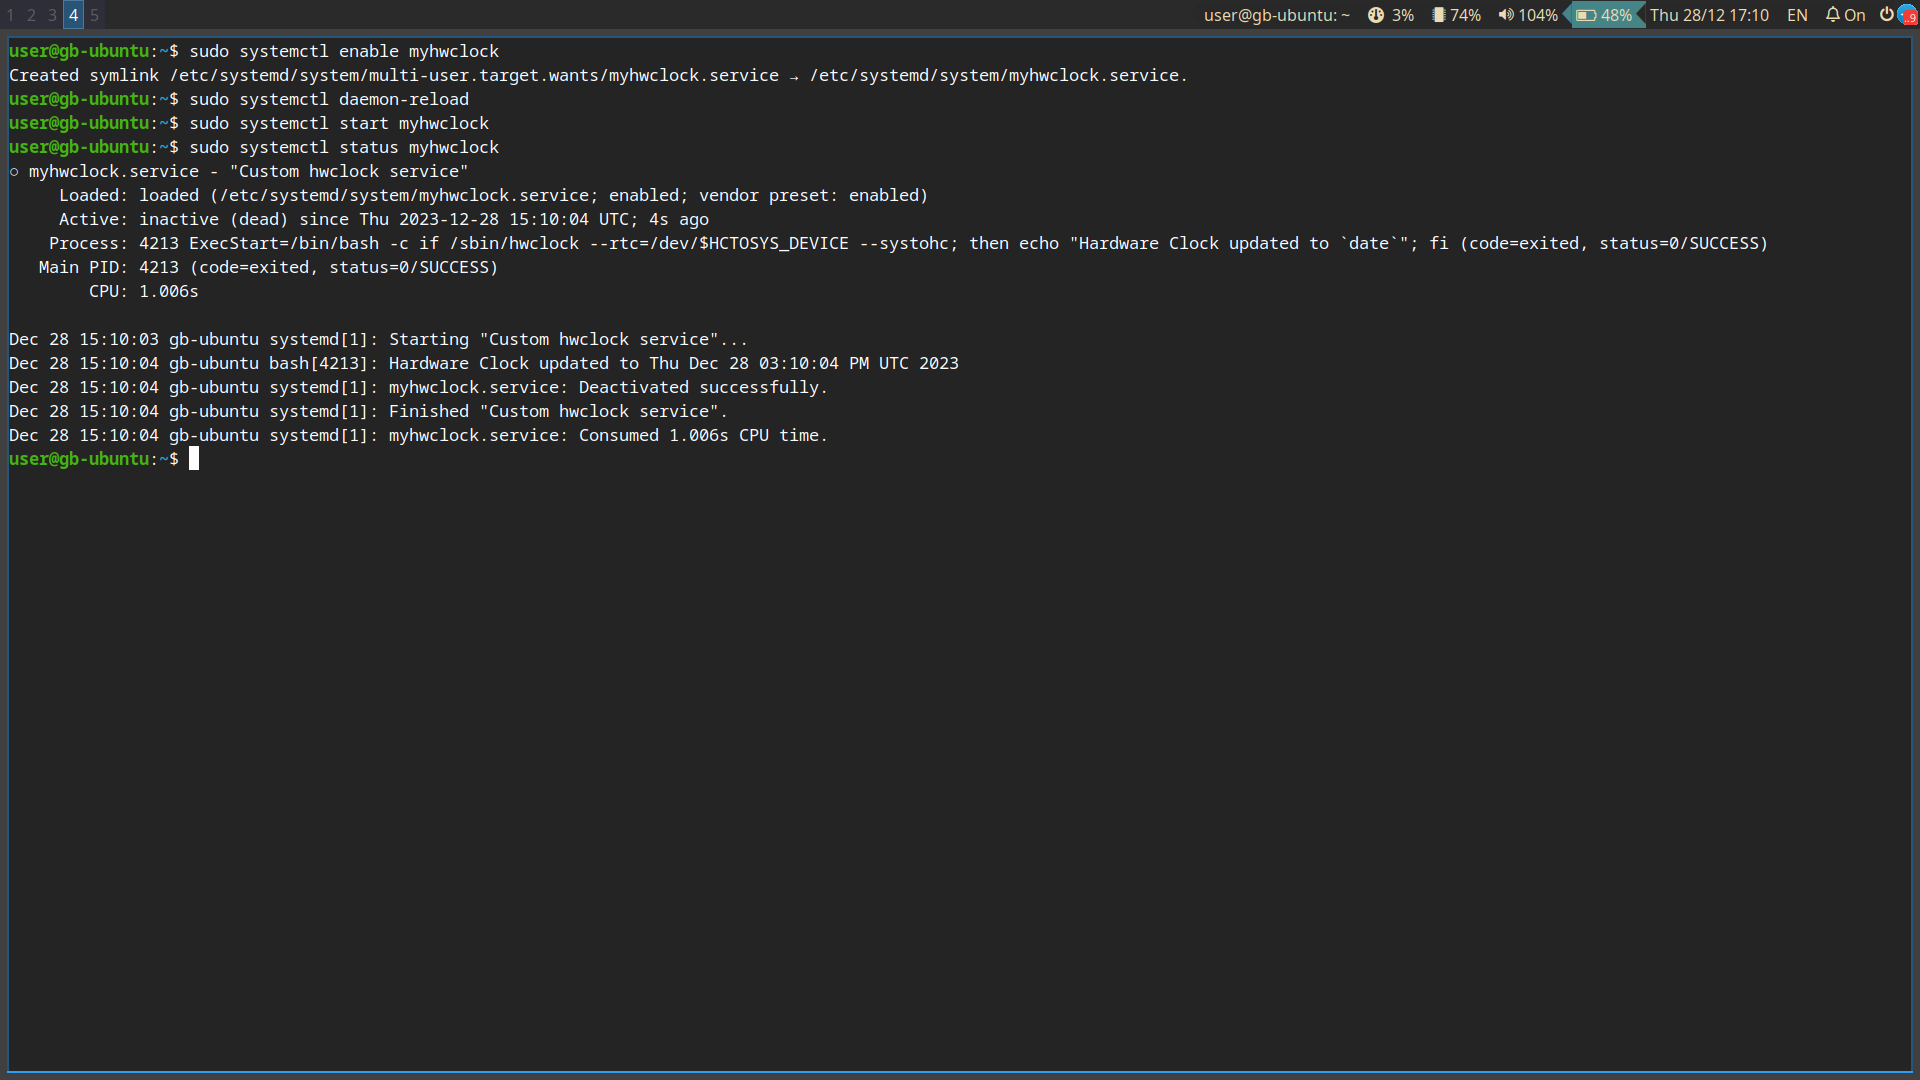 1 2 3 4 5 user@gb-ubuntu: ~ 3% 74% 104% 48% Thu 28/12 17:10 EN On ..9
user@gb-ubuntu:~$ sudo systemctl enable myhwclock
Created symlink /etc/systemd/system/multi-user.target.wants/myhwclock.service → /etc/systemd/system/myhwclock.service.
user@gb-ubuntu:~$ sudo systemctl daemon-reload
user@gb-ubuntu:~$ sudo systemctl start myhwclock
user@gb-ubuntu:~$ sudo systemctl status myhwclock
○ myhwclock.service - "Custom hwclock service"
     Loaded: loaded (/etc/systemd/system/myhwclock.service; enabled; vendor preset: enabled)
     Active: inactive (dead) since Thu 2023-12-28 15:10:04 UTC; 4s ago
    Process: 4213 ExecStart=/bin/bash -c if /sbin/hwclock --rtc=/dev/$HCTOSYS_DEVICE --systohc; then echo "Hardware Clock updated to `date`"; fi (code=exited, status=0/SUCCESS)
   Main PID: 4213 (code=exited, status=0/SUCCESS)
        CPU: 1.006s
Dec 28 15:10:03 gb-ubuntu systemd[1]: Starting "Custom hwclock service"...
Dec 28 15:10:04 gb-ubuntu bash[4213]: Hardware Clock updated to Thu Dec 28 03:10:04 PM UTC 2023
Dec 28 15:10:04 gb-ubuntu systemd[1]: myhwclock.service: Deactivated successfully.
Dec 28 15:10:04 gb-ubuntu systemd[1]: Finished "Custom hwclock service".
Dec 28 15:10:04 gb-ubuntu systemd[1]: myhwclock.service: Consumed 1.006s CPU time.
user@gb-ubuntu:~$